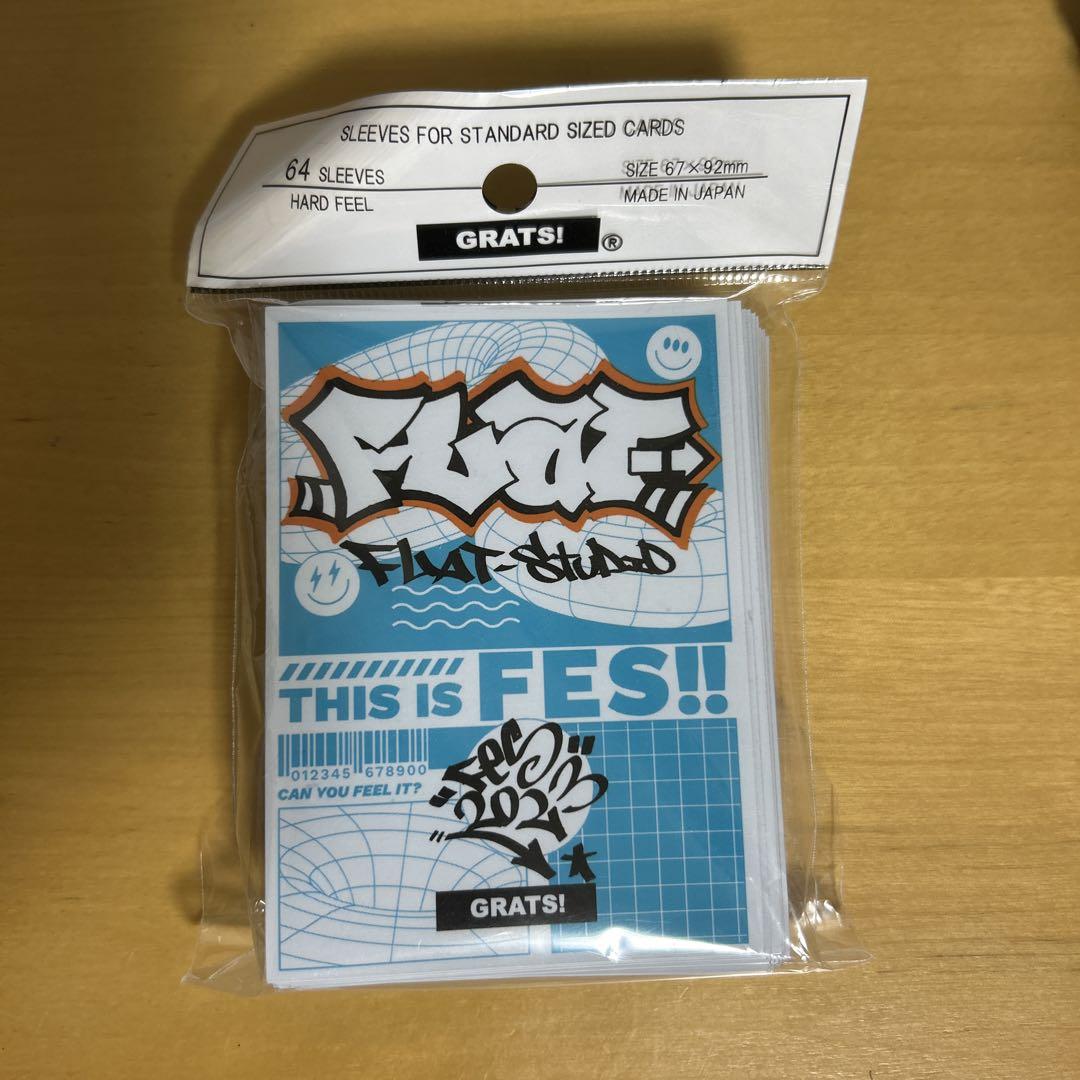 SLEEVES FOR STANDARD SIZED CARDS
64 SLEEVES
SIZE 67×92mm
HARD FEEL
MADE IN JAPAN
GRATS! ®
FLAT
FLAT-STUDIO
THIS IS FES!!
012345 678900
CAN YOU FEEL IT?
"FES
2023"
GRATS!